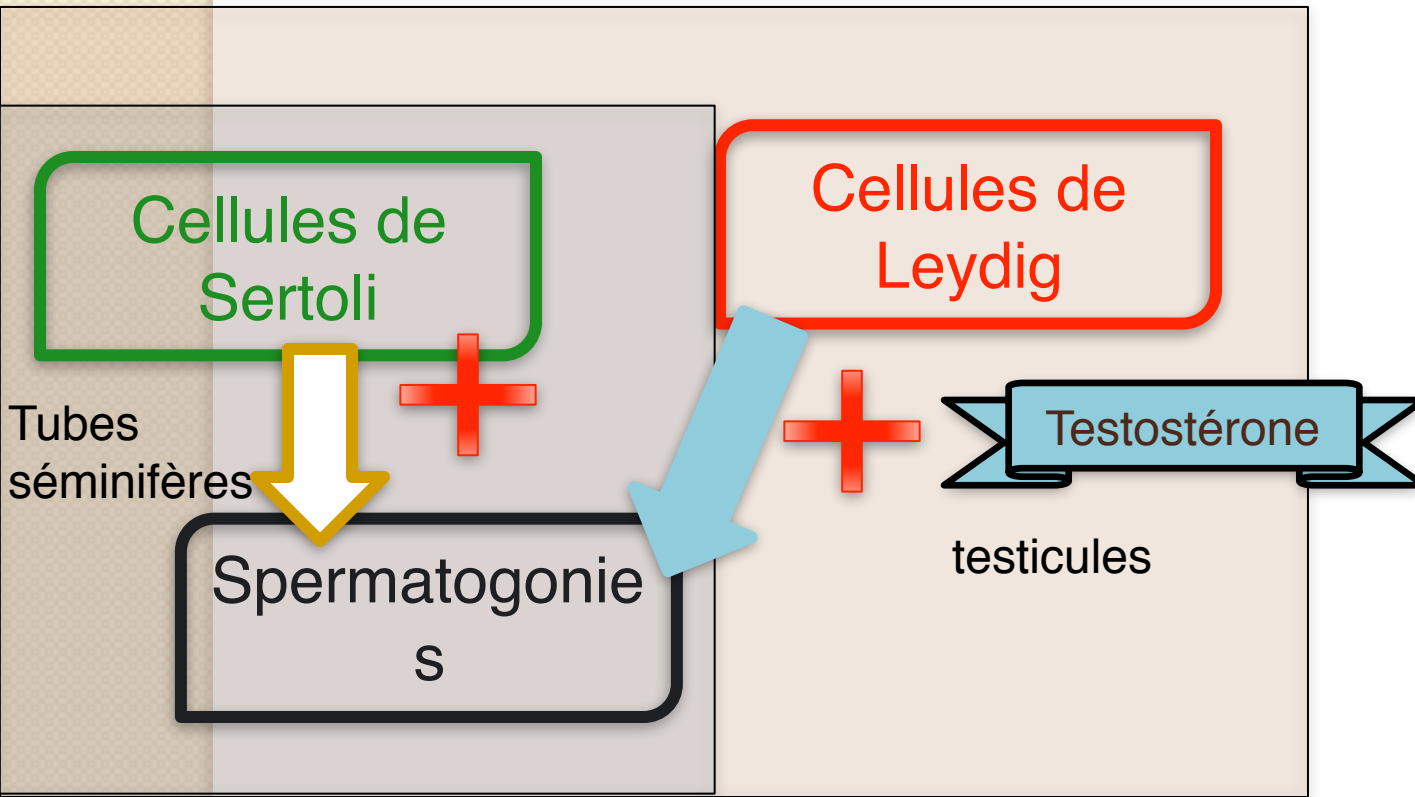 Cellules de
Sertoli
Cellules de
Leydig
Tubes
séminifères
Testostérone
Spermatogonie
s
testicules